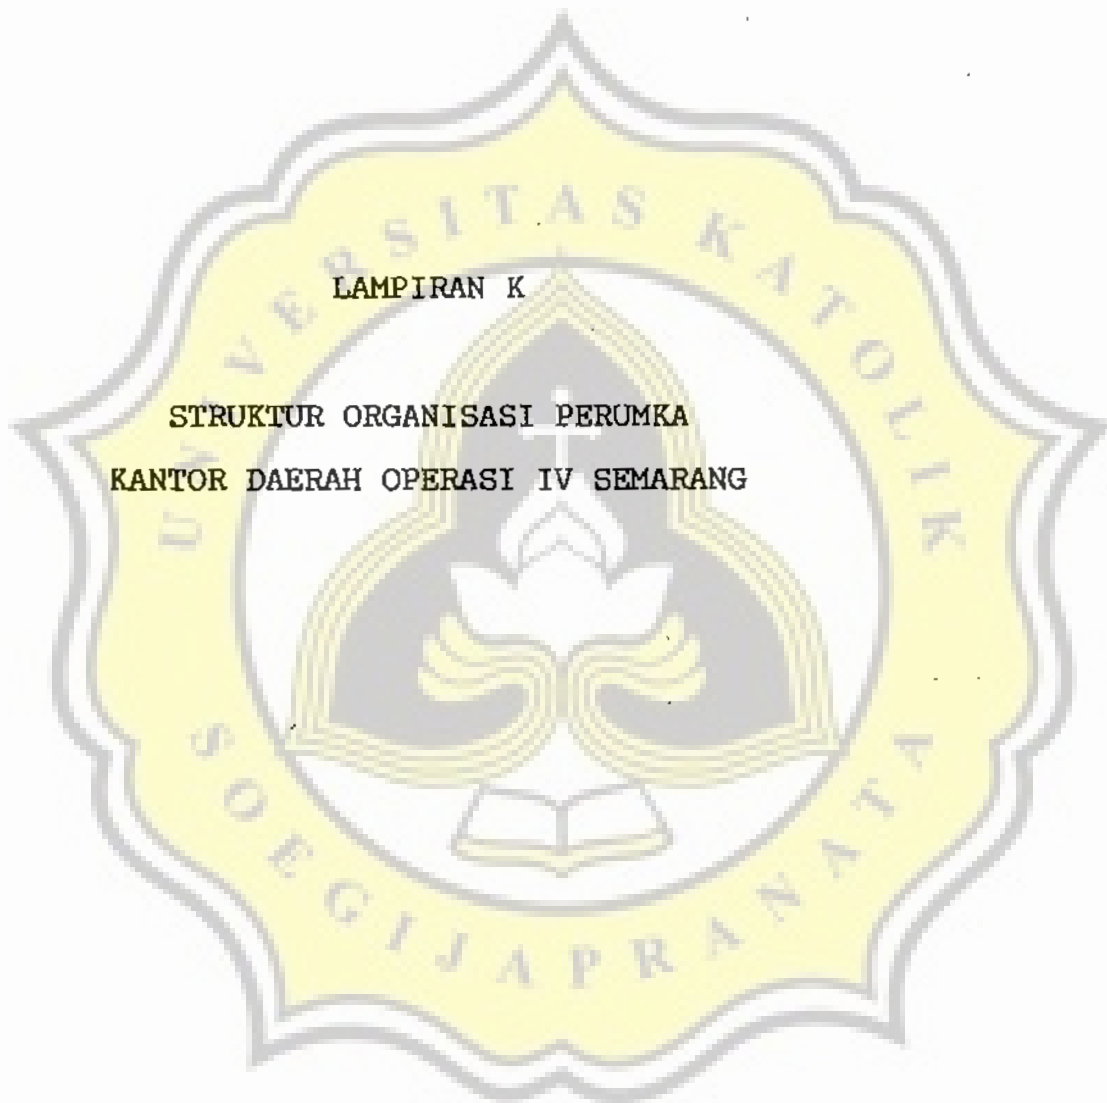 LAMPIRAN K
STRUKTUR ORGANISASI PERUMKA
KANTOR DAERAH OPERASI IV SEMARANG
UNIVERSITAS KATOLIK
SOEGIJAPRANATA